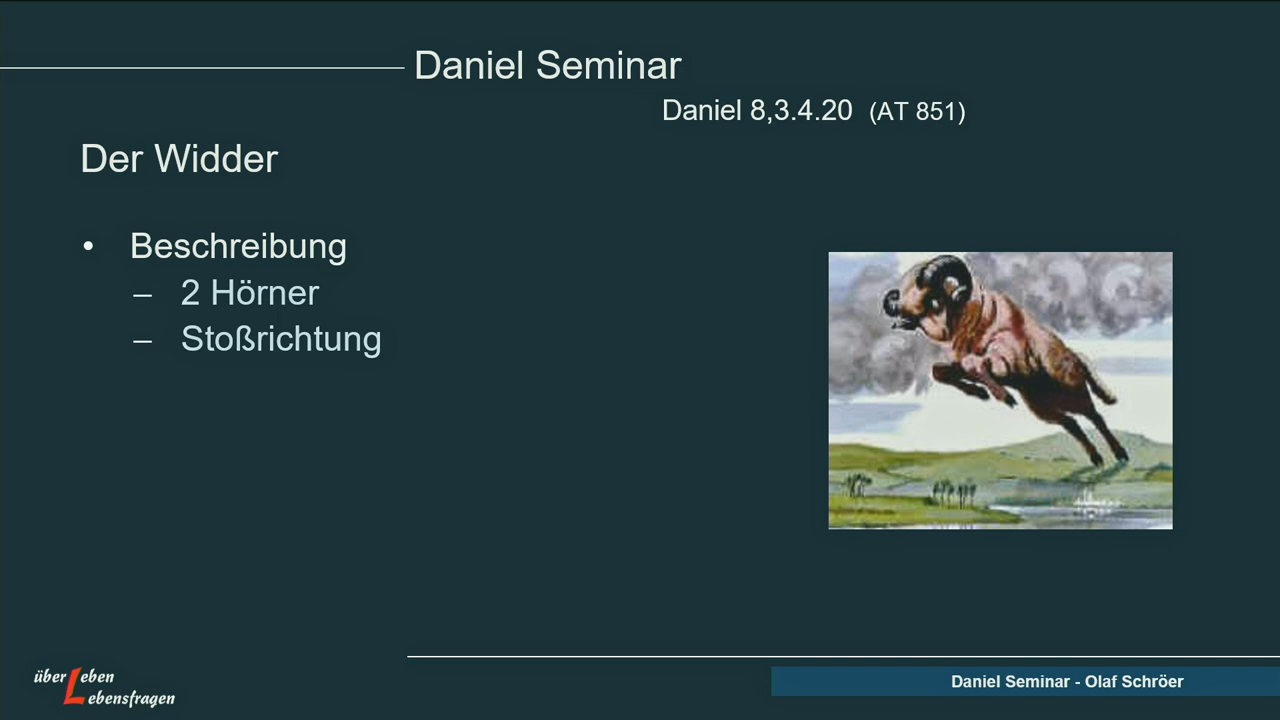 Daniel Seminar
Daniel 8,3.4.20 (AT 851)
Der Widder
• Beschreibung
– 2 Hörner
– Stoßrichtung
über Leben
Lebensfragen
Daniel Seminar - Olaf Schröer